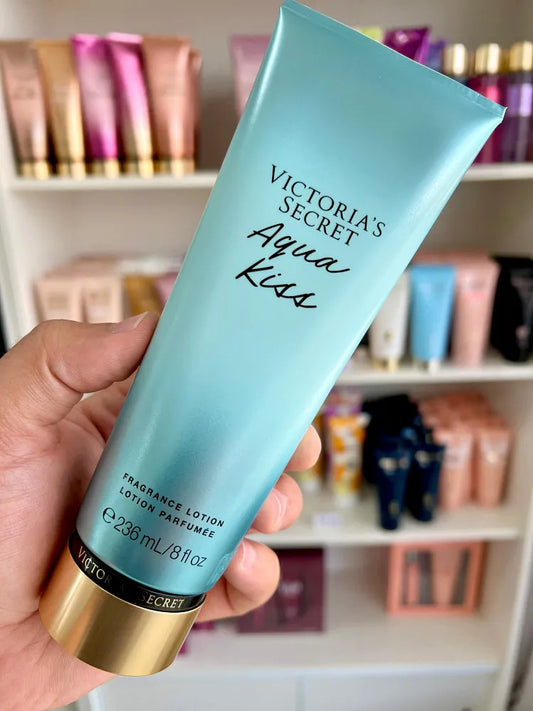 VICTORIA'S
SECRET
Aqua
Kiss
FRAGRANCE LOTION
LOTION PARFUMÉE
℮236 mL/8 fl oz
VICTORIA'S SECRET